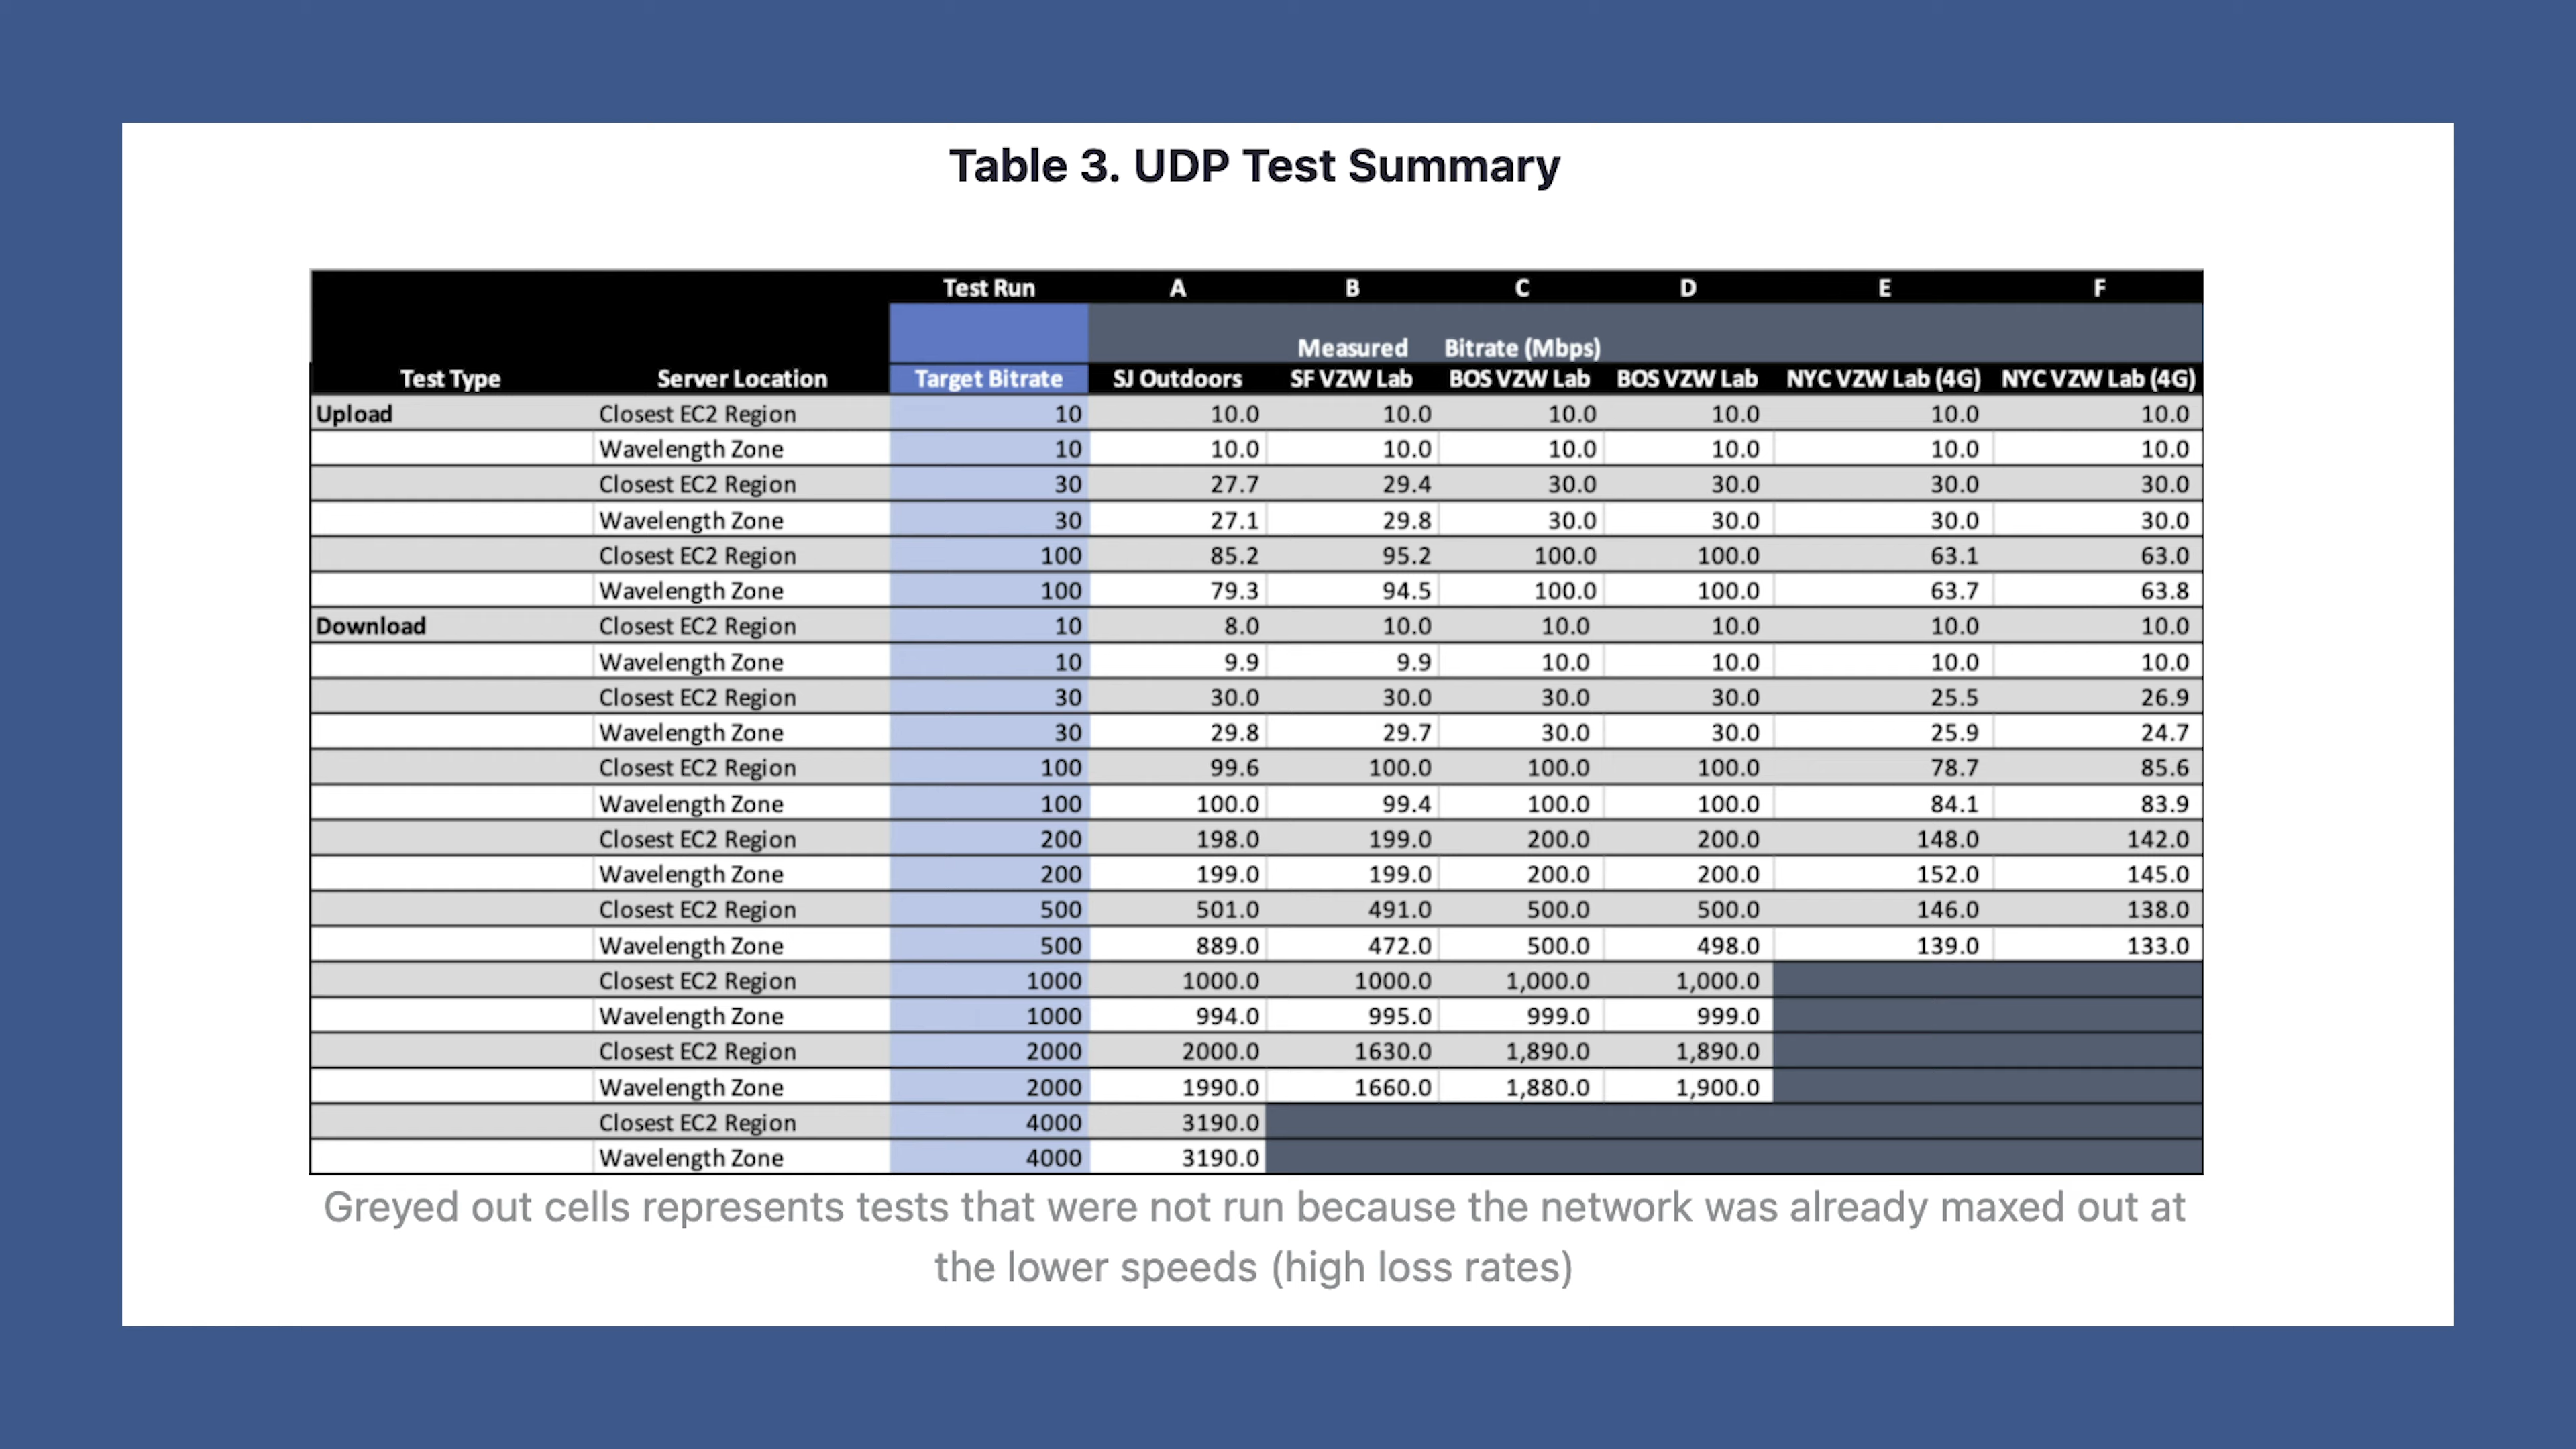 Table 3. UDP Test Summary
Test Run A B C D E F
Measured Bitrate (Mbps)
Test Type Server Location Target Bitrate SJ Outdoors SF VZW Lab BOS VZW Lab BOS VZW Lab NYC VZW Lab (4G) NYC VZW Lab (4G)
Upload Closest EC2 Region 10 10.0 10.0 10.0 10.0 10.0 10.0
Wavelength Zone 10 10.0 10.0 10.0 10.0 10.0 10.0
Closest EC2 Region 30 27.7 29.4 30.0 30.0 30.0 30.0
Wavelength Zone 30 27.1 29.8 30.0 30.0 30.0 30.0
Closest EC2 Region 100 85.2 95.2 100.0 100.0 63.1 63.0
Wavelength Zone 100 79.3 94.5 100.0 100.0 63.7 63.8
Download Closest EC2 Region 10 8.0 10.0 10.0 10.0 10.0 10.0
Wavelength Zone 10 9.9 9.9 10.0 10.0 10.0 10.0
Closest EC2 Region 30 30.0 30.0 30.0 30.0 25.5 26.9
Wavelength Zone 30 29.8 29.7 30.0 30.0 25.9 24.7
Closest EC2 Region 100 99.6 100.0 100.0 100.0 78.7 85.6
Wavelength Zone 100 100.0 99.4 100.0 100.0 84.1 83.9
Closest EC2 Region 200 198.0 199.0 200.0 200.0 148.0 142.0
Wavelength Zone 200 199.0 199.0 200.0 200.0 152.0 145.0
Closest EC2 Region 500 501.0 491.0 500.0 500.0 146.0 138.0
Wavelength Zone 500 889.0 472.0 500.0 498.0 139.0 133.0
Closest EC2 Region 1000 1000.0 1000.0 1,000.0 1,000.0
Wavelength Zone 1000 994.0 995.0 999.0 999.0
Closest EC2 Region 2000 2000.0 1630.0 1,890.0 1,890.0
Wavelength Zone 2000 1990.0 1660.0 1,880.0 1,900.0
Closest EC2 Region 4000 3190.0
Wavelength Zone 4000 3190.0
Greyed out cells represents tests that were not run because the network was already maxed out at
the lower speeds (high loss rates)